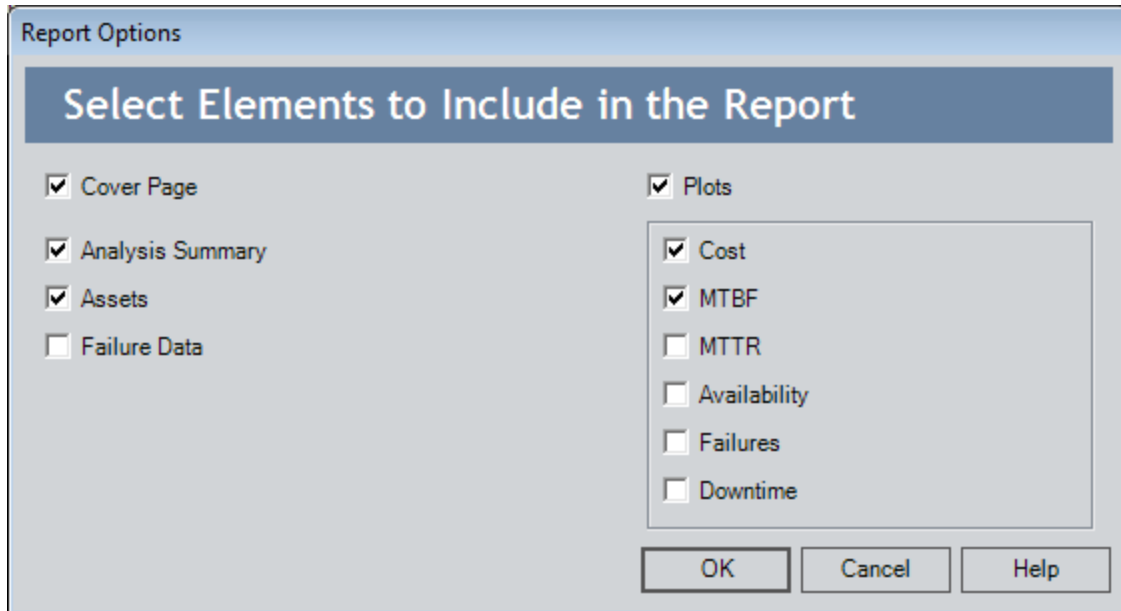 Report Options
Select Elements to Include in the Report
Cover Page
Analysis Summary
Assets
Failure Data
Plots
Cost
MTBF
MTTR
Availability
Failures
Downtime
OK
Cancel
Help